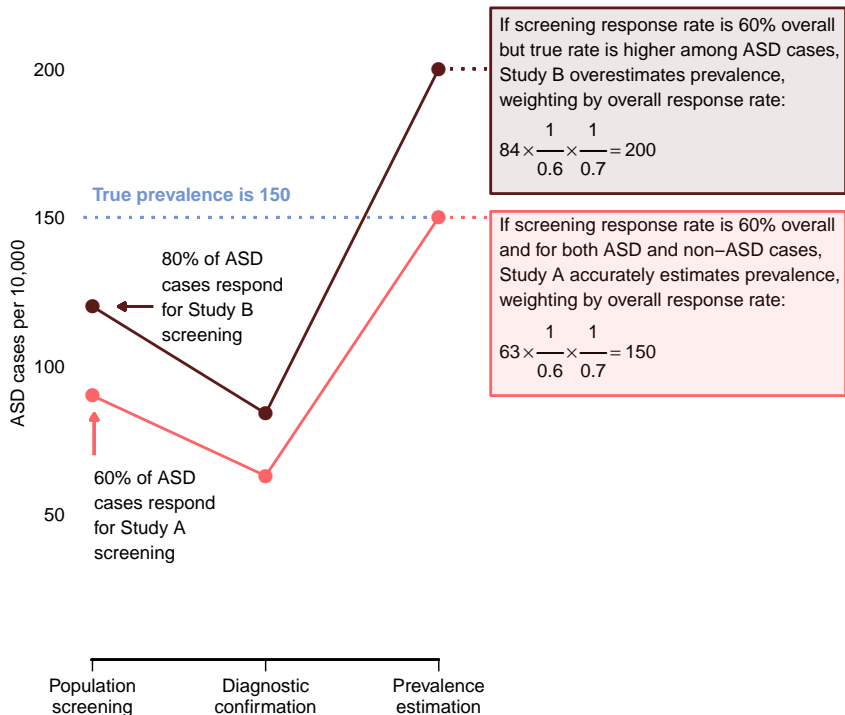 If screening response rate is 60% overall
but true rate is higher among ASD cases,
Study B overestimates prevalence,
weighting by overall response rate:
84 × 1/0.6 × 1/0.7 = 200
200
True prevalence is 150
150
If screening response rate is 60% overall
and for both ASD and non−ASD cases,
Study A accurately estimates prevalence,
weighting by overall response rate:
63 × 1/0.6 × 1/0.7 = 150
80% of ASD
cases respond
for Study B
screening
ASD cases per 10,000
100
60% of ASD
cases respond
for Study A
screening
50
Population
screening
Diagnostic
confirmation
Prevalence
estimation